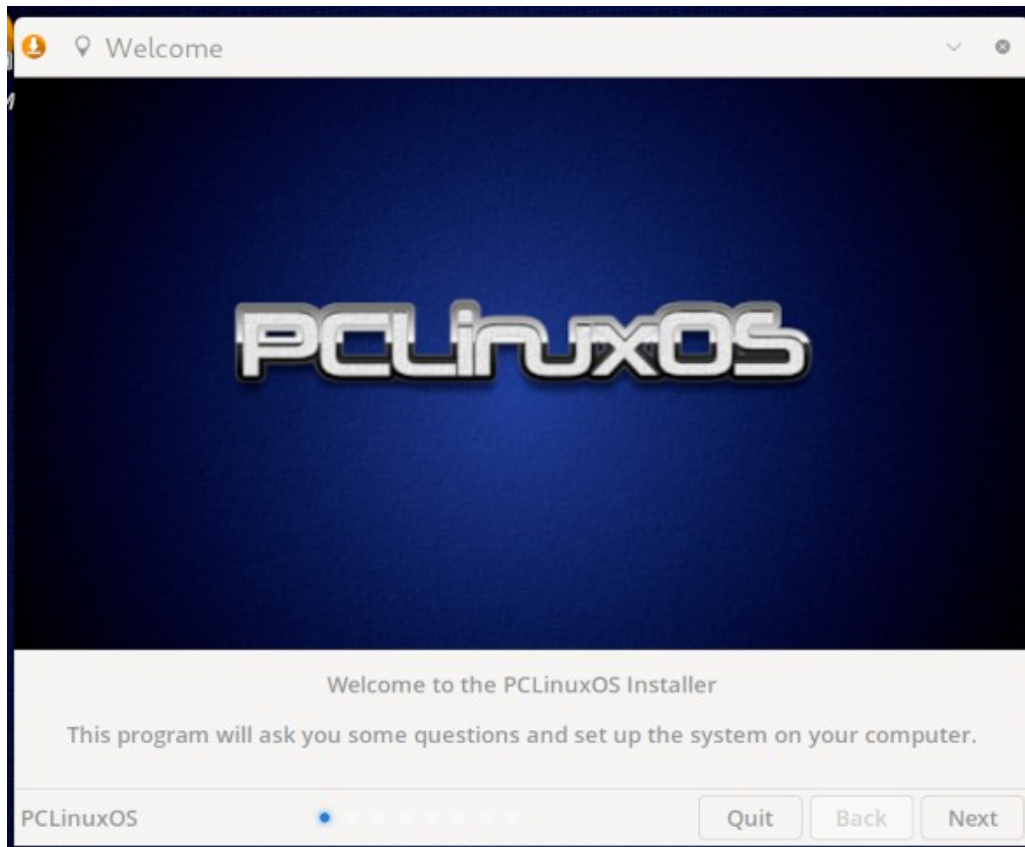 Welcome
PCLinuxOS
Welcome to the PCLinuxOS Installer
This program will ask you some questions and set up the system on your computer.
PCLinuxOS
Quit
Back
Next